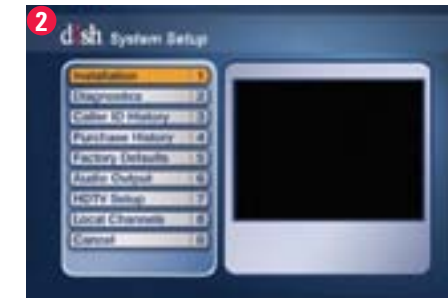 2
dish System Setup
Installation 1
Diagnostics 2
Caller ID History 3
Purchase History 4
Factory Defaults 5
Audio Output 6
HDTV Setup 7
Local Channels 8
Cancel 0